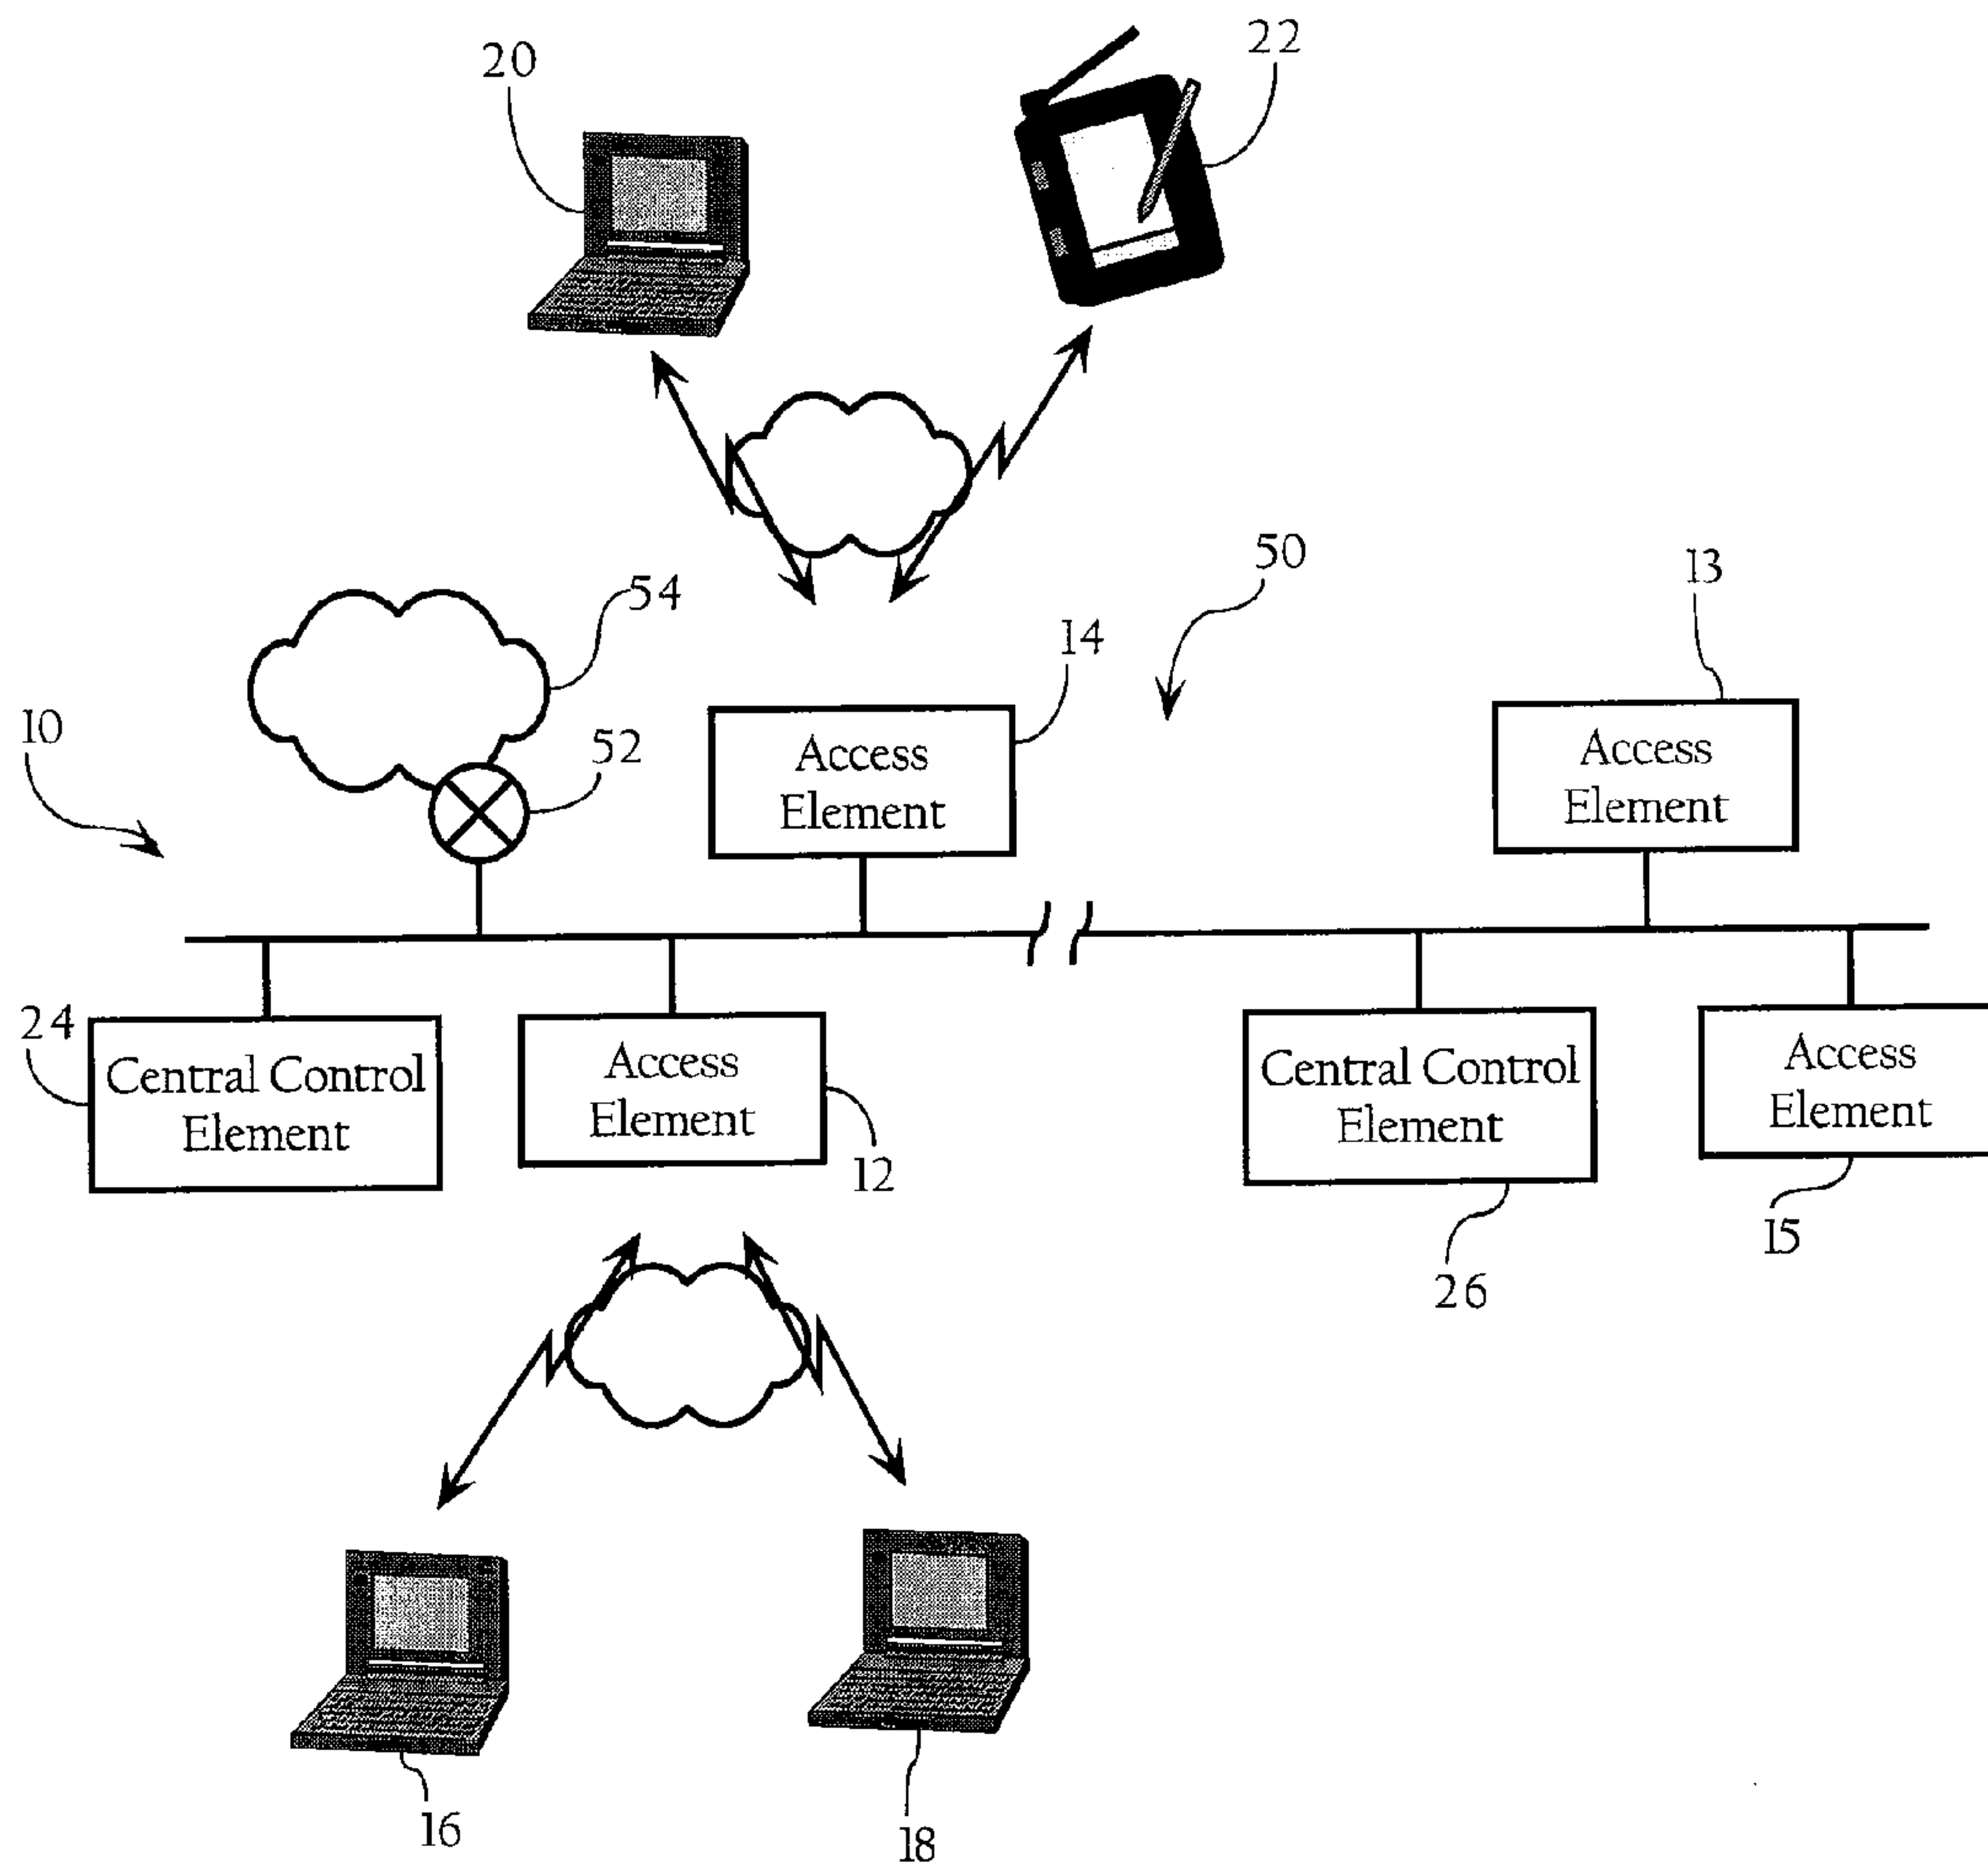 20
22
54
50
13
14
10
52
Access
Element
Access
Element
24
Central Control
Element
Access
Element
12
Central Control
Element
26
Access
Element
15
16
18